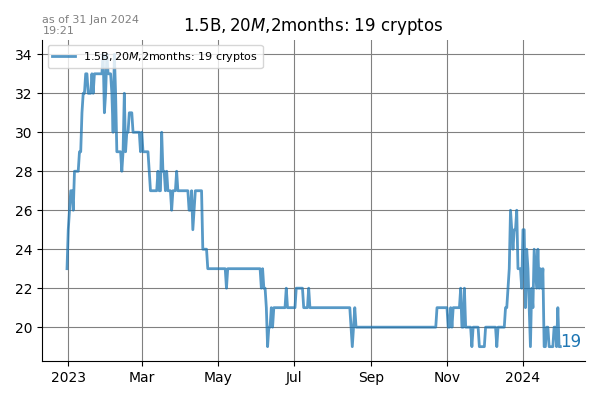 as of 31 Jan 2024
19:21
1.5B, 20M,2months: 19 cryptos
1.5B, 20M,2months: 19 cryptos
34
32
30
28
26
24
22
20
19
2023 Mar May Jul Sep Nov 2024